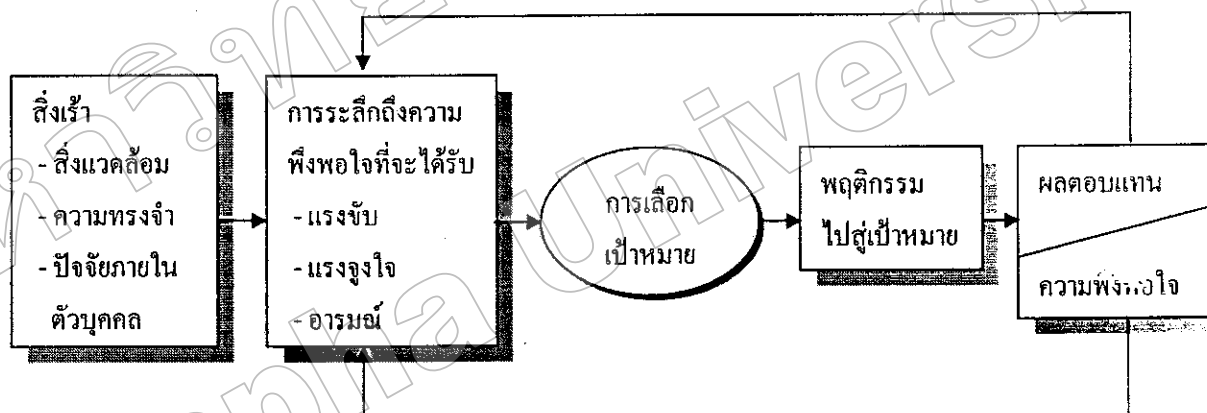 สิ่งเร้า
- สิ่งแวดล้อม
- ความทรงจำ
- ปัจจัยภายใน
ตัวบุคคล
การระลึกถึงความ
พึงพอใจที่จะได้รับ
- แรงขับ
- แรงจูงใจ
- อารมณ์
การเลือก
เป้าหมาย
พฤติกรรม
ไปสู่เป้าหมาย
ผลตอบแทน
ความพึงพอใจ